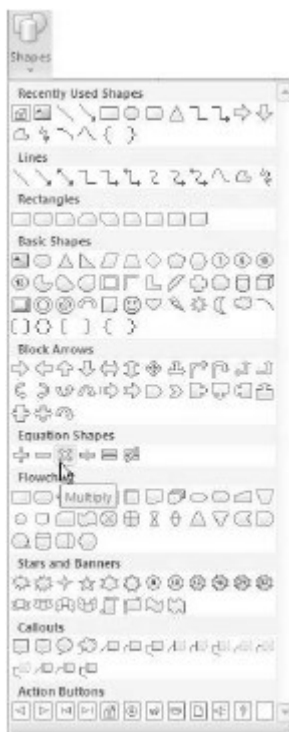 Shapes
Recently Used Shapes
Lines
Rectangles
Basic Shapes
Block Arrows
Equation Shapes
Flowchart
Multiply
Stars and Banners
Callouts
Action Buttons